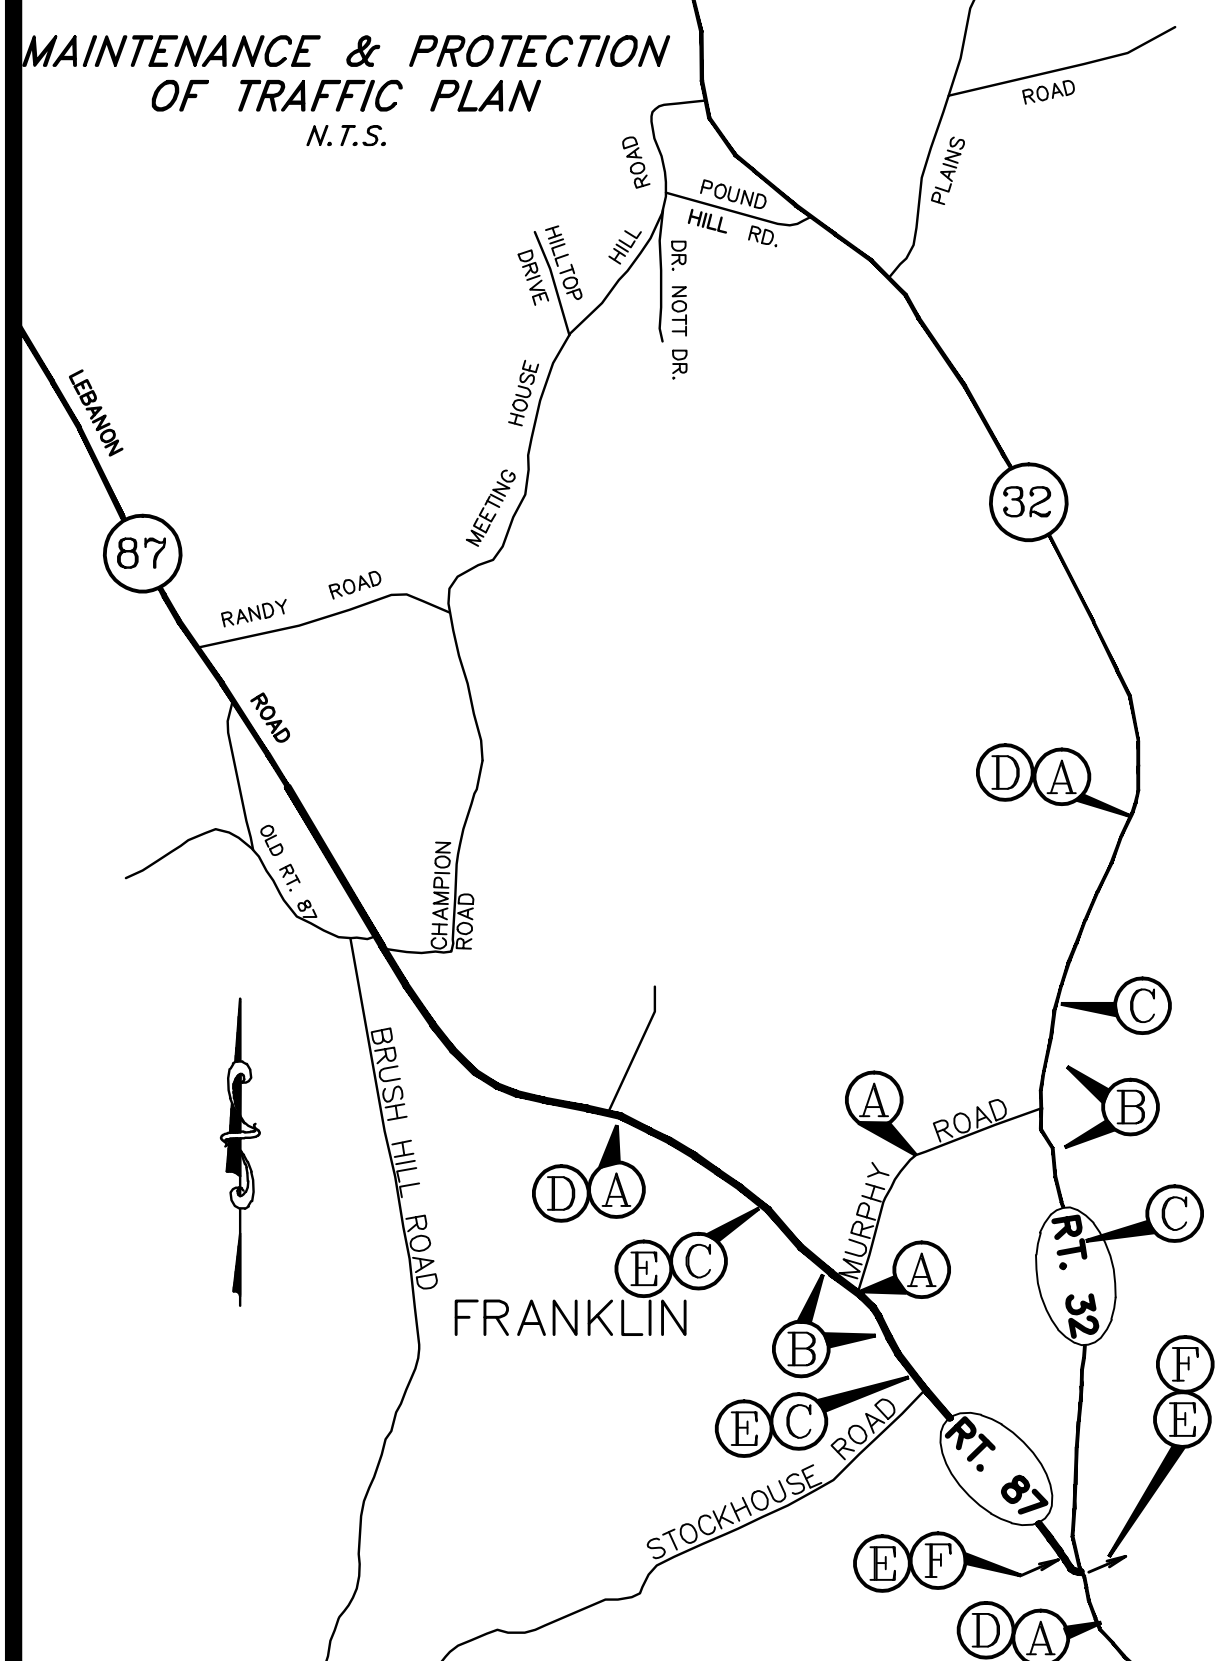 MAINTENANCE & PROTECTION
OF TRAFFIC PLAN
N.T.S.
ROAD
PLAINS
ROAD
POUND
HILL RD.
HILL
HILLTOP
DRIVE
DR. NOTT DR.
HOUSE
MEETING
LEBANON
87
32
RANDY ROAD
ROAD
OLD RT. 87
CHAMPION
ROAD
D A
C
B
A
ROAD
MURPHY
BRUSH HILL ROAD
D A
C
RT. 32
E C
A
FRANKLIN
B
F
E
E C
STOCKHOUSE ROAD
RT. 87
E F
D A